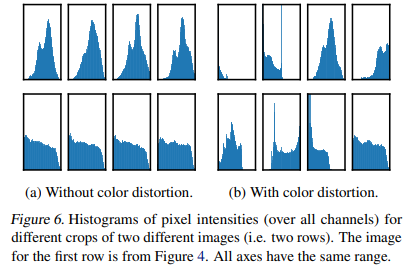 (a) Without color distortion.
(b) With color distortion.
Figure 6. Histograms of pixel intensities (over all channels) for
different crops of two different images (i.e. two rows). The image
for the first row is from Figure 4. All axes have the same range.